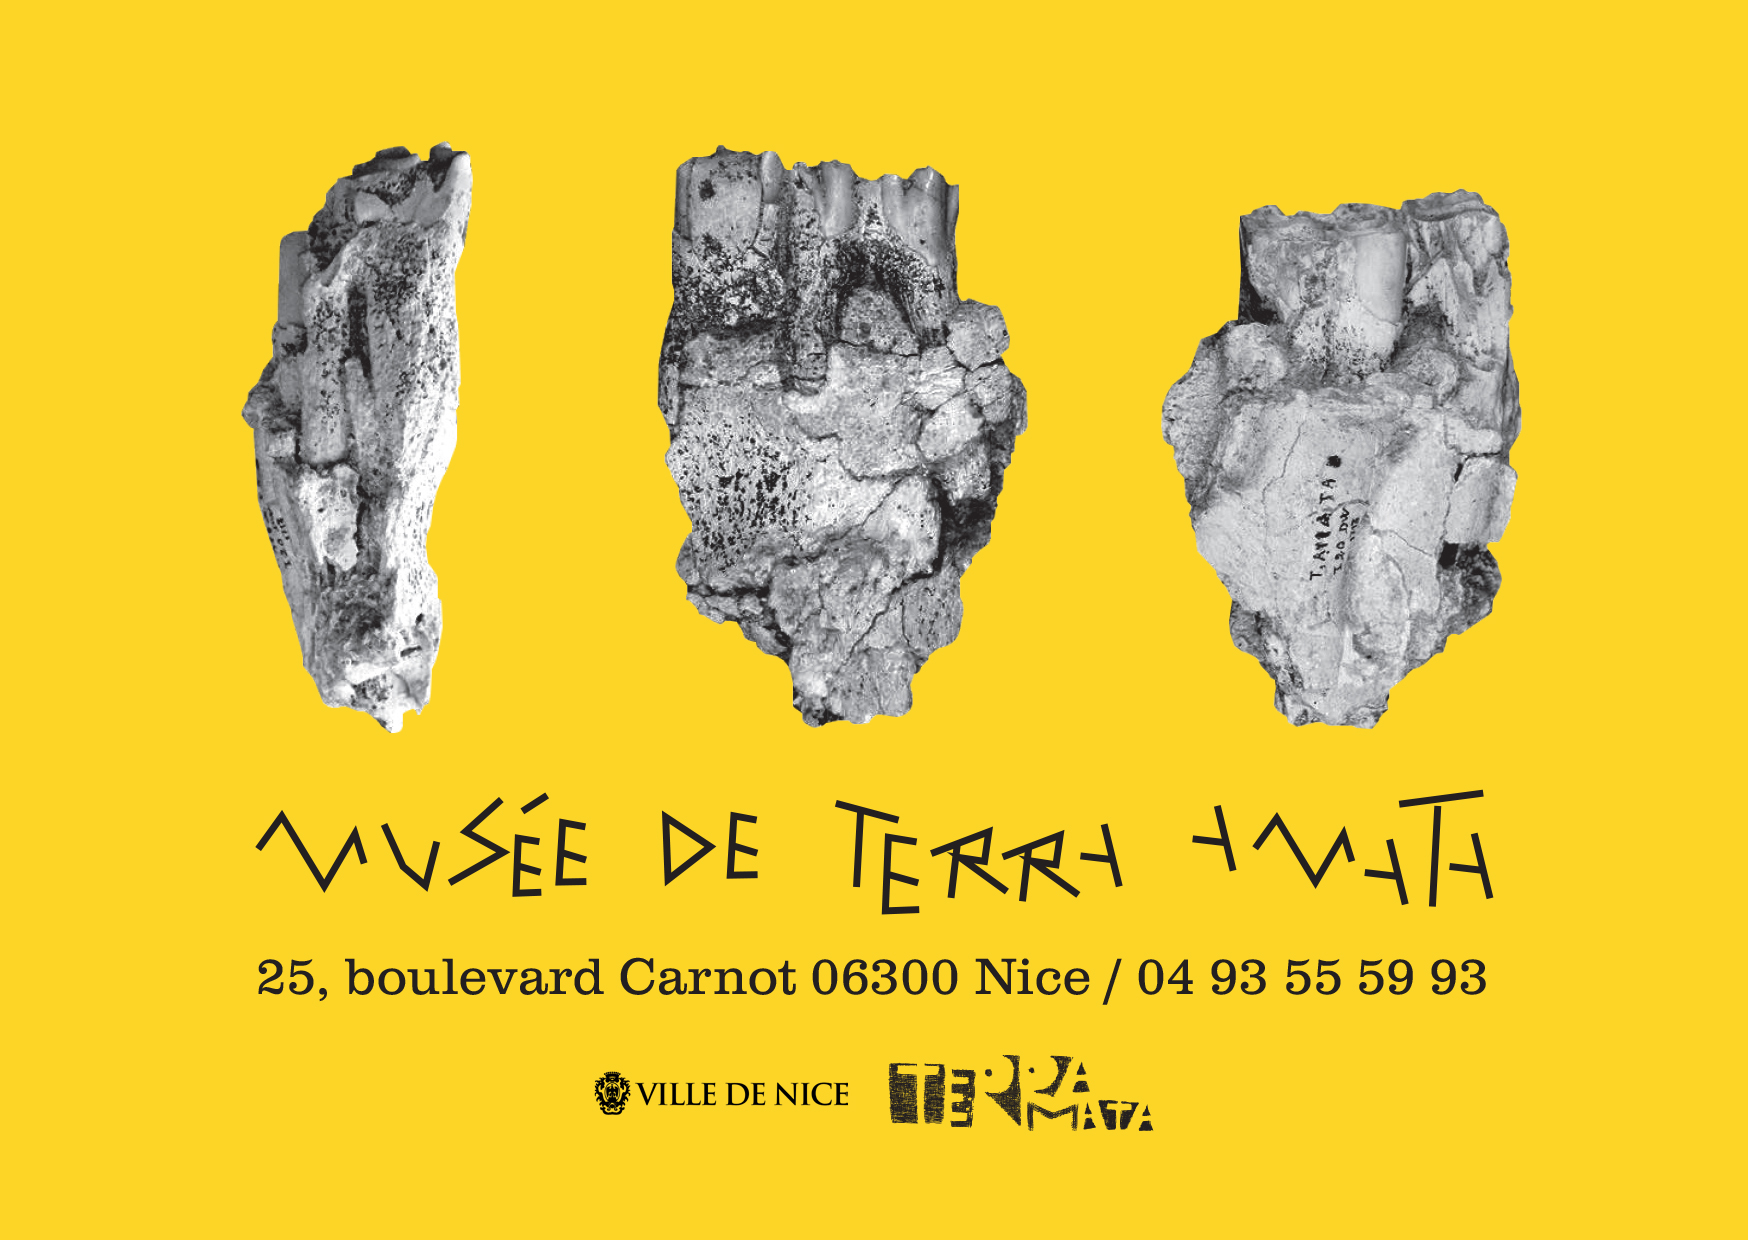 T. AMATA
MUSÉE DE TERRA AMATA
25, boulevard Carnot 06300 Nice / 04 93 55 59 93
VILLE DE NICE
TERRA
AMATA